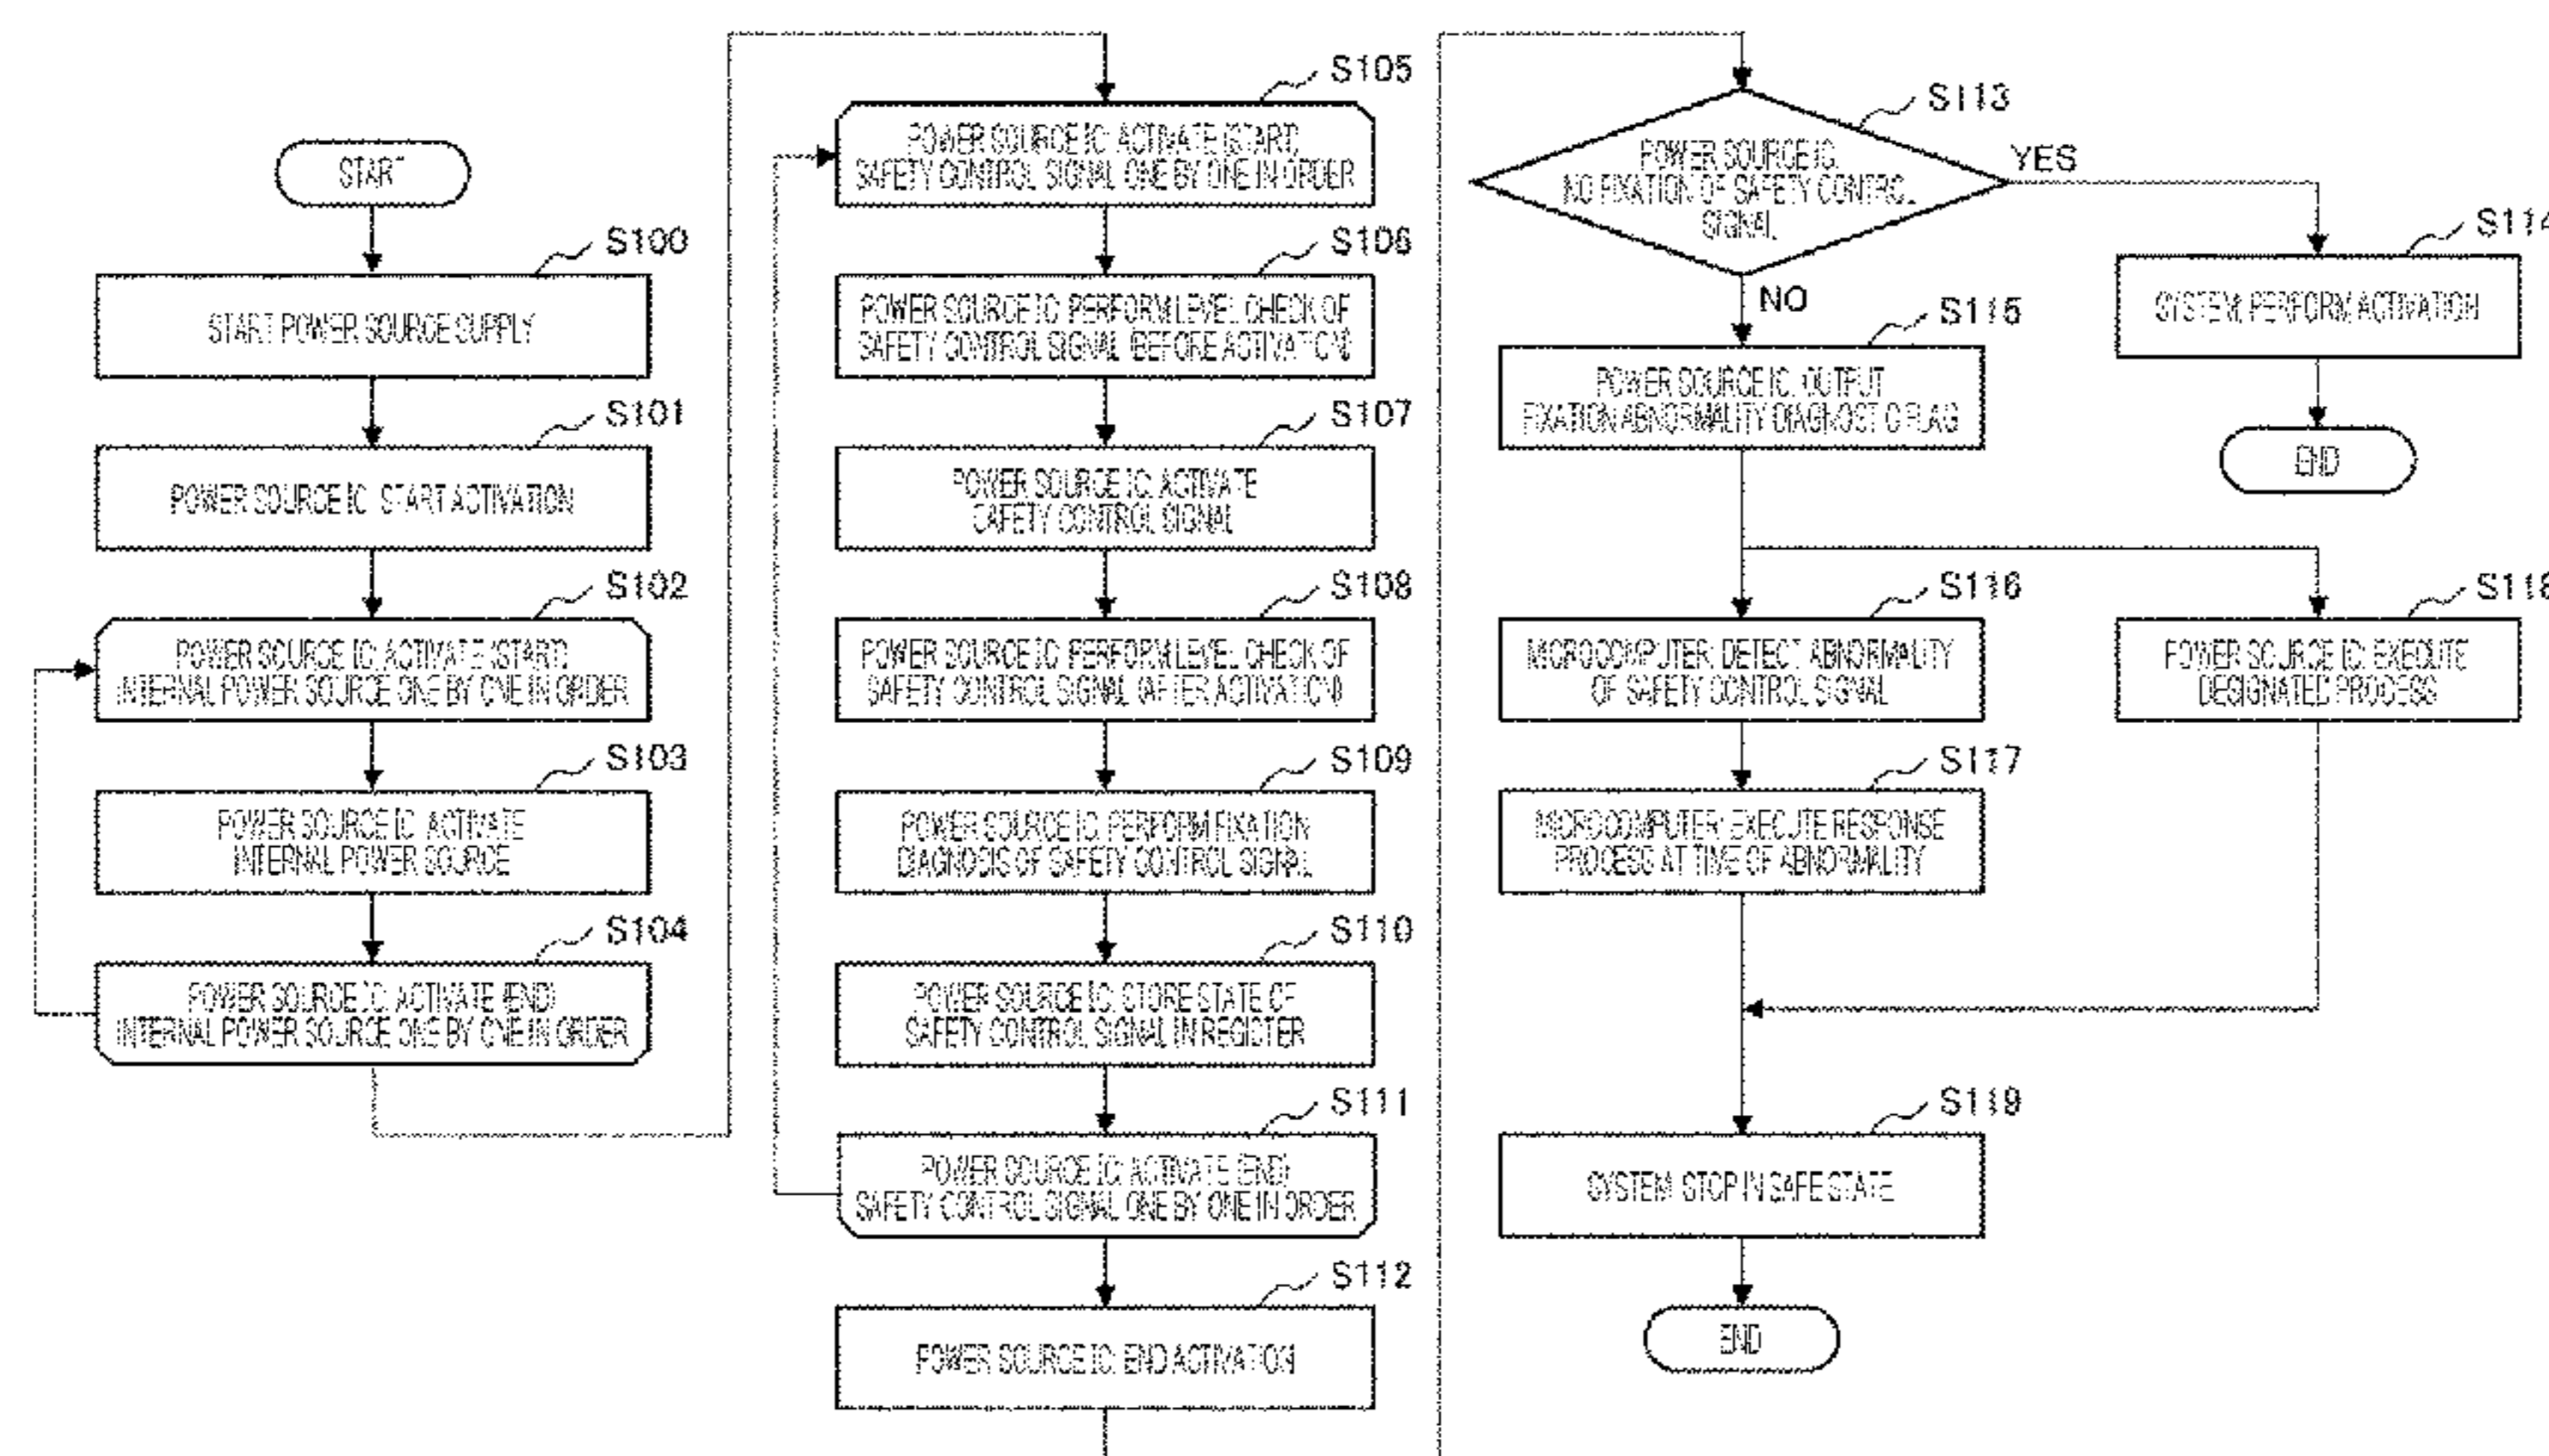 START
S100
START POWER SOURCE SUPPLY
S101
POWER SOURCE IC: START ACTIVATION
S102
POWER SOURCE IC: ACTIVATE (START)
INTERNAL POWER SOURCE ONE BY ONE IN ORDER
S103
POWER SOURCE IC: ACTIVATE
INTERNAL POWER SOURCE
S104
POWER SOURCE IC: ACTIVATE (END)
INTERNAL POWER SOURCE ONE BY ONE IN ORDER
S105
POWER SOURCE IC: ACTIVATE (START)
SAFETY CONTROL SIGNAL ONE BY ONE IN ORDER
S106
POWER SOURCE IC: PERFORM LEVEL CHECK OF
SAFETY CONTROL SIGNAL (BEFORE ACTIVATION)
S107
POWER SOURCE IC: ACTIVATE
SAFETY CONTROL SIGNAL
S108
POWER SOURCE IC: PERFORM LEVEL CHECK OF
SAFETY CONTROL SIGNAL (AFTER ACTIVATION)
S109
POWER SOURCE IC: PERFORM FIXATION
DIAGNOSIS OF SAFETY CONTROL SIGNAL
S110
POWER SOURCE IC: STORE STATE OF
SAFETY CONTROL SIGNAL IN REGISTER
S111
POWER SOURCE IC: ACTIVATE (END)
SAFETY CONTROL SIGNAL ONE BY ONE IN ORDER
S112
POWER SOURCE IC: END ACTIVATION
S113
POWER SOURCE IC:
NO FIXATION OF SAFETY CONTROL
SIGNAL
YES
NO
S114
SYSTEM: PERFORM ACTIVATION
END
S115
POWER SOURCE IC: OUTPUT
FIXATION ABNORMALITY DIAGNOSTIC FLAG
S116
MICROCOMPUTER: DETECT ABNORMALITY
OF SAFETY CONTROL SIGNAL
S118
POWER SOURCE IC: EXECUTE
DESIGNATED PROCESS
S117
MICROCOMPUTER: EXECUTE RESPONSE
PROCESS AT TIME OF ABNORMALITY
S119
SYSTEM: STOP IN SAFE STATE
END